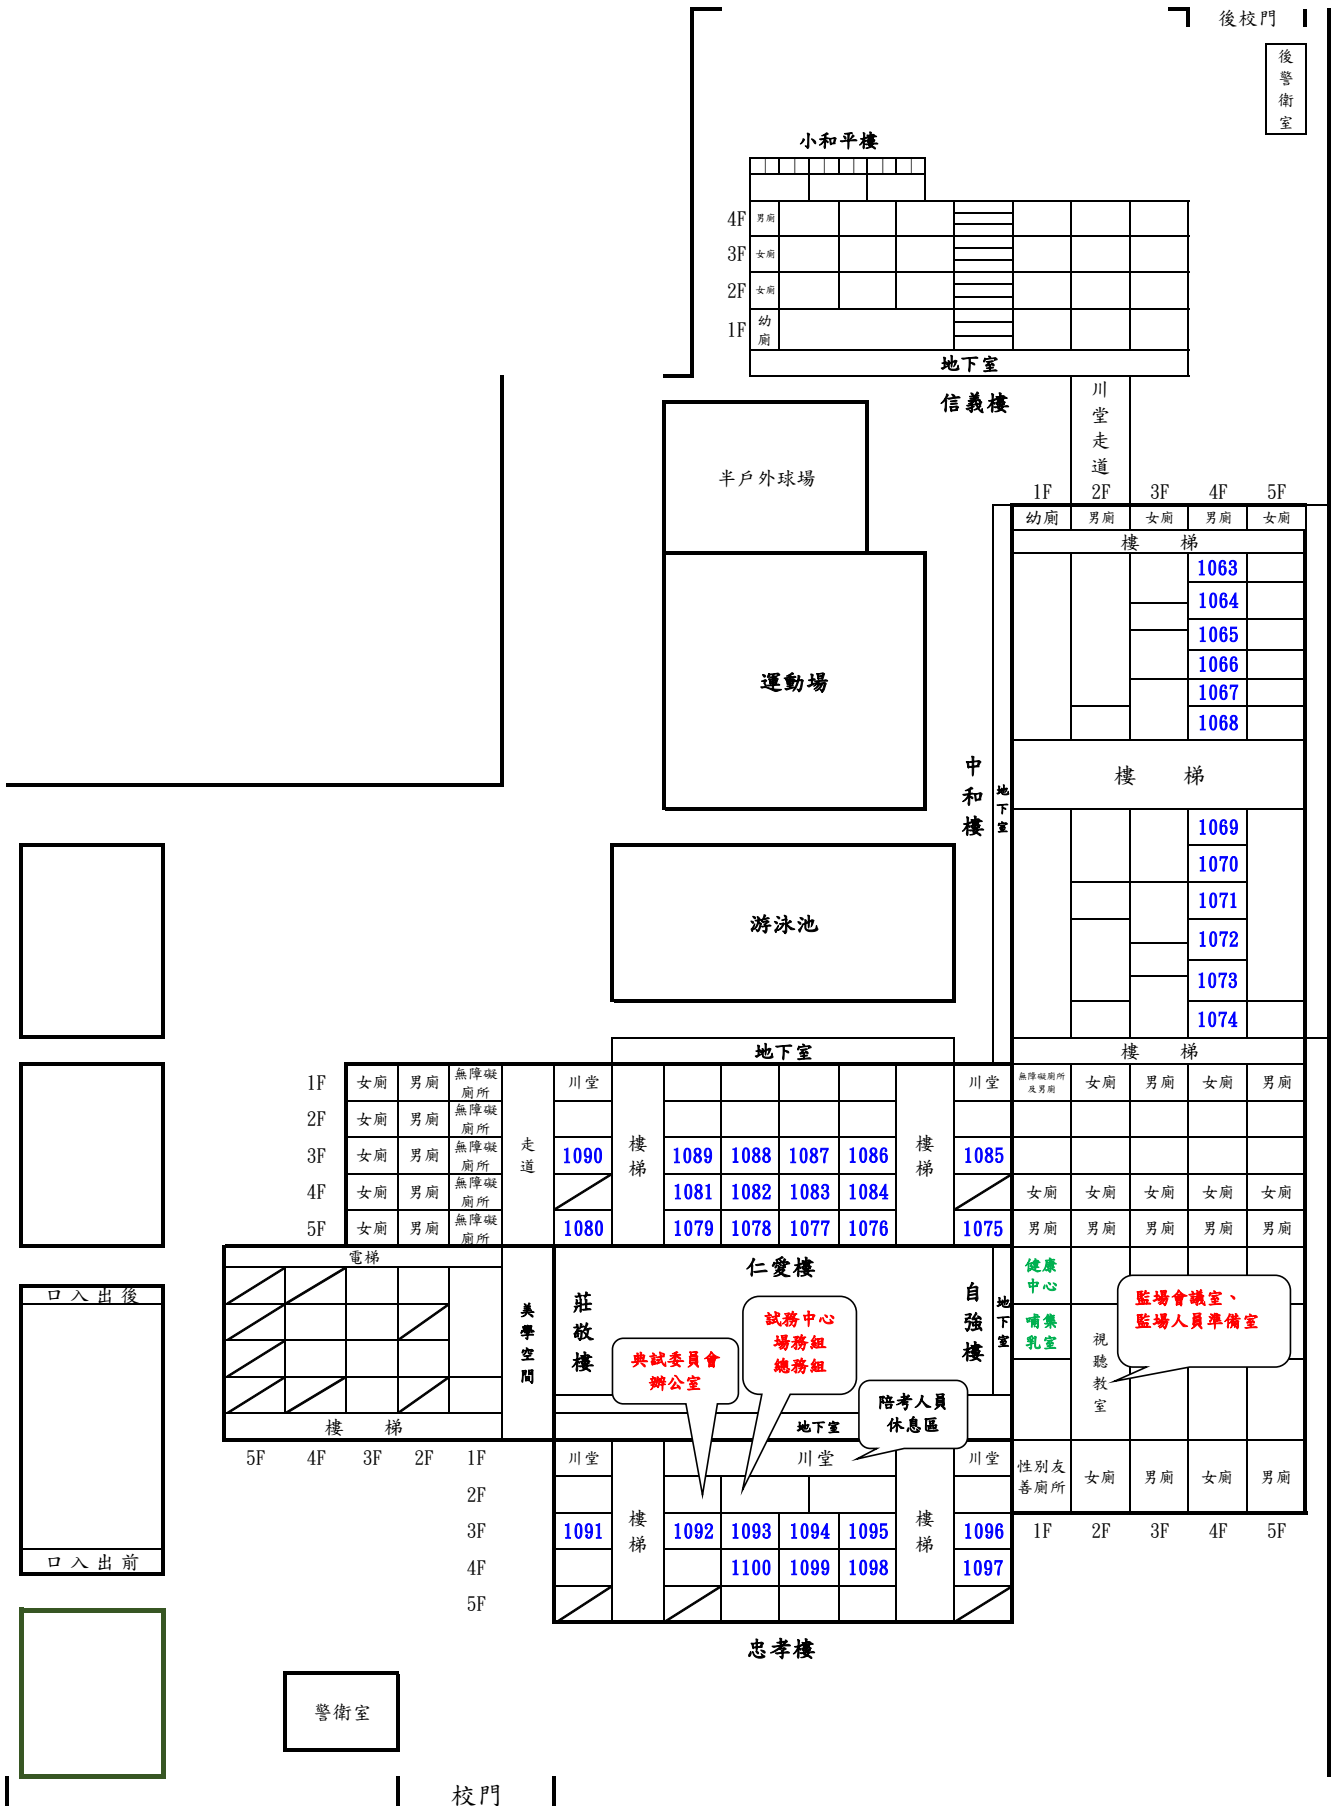 後校門
後
警
衛
室
小和平樓
4F 男廁
3F 女廁
2F 女廁
1F 幼
廁
地下室
信義樓
川
堂
走
道
半戶外球場
1F 2F 3F 4F 5F
幼廁 男廁 女廁 男廁 女廁
樓 梯
1063
1064
1065
1066
1067
1068
運動場
樓 梯
中
和
樓
地
下
室
1069
1070
1071
1072
1073
1074
游泳池
樓 梯
地下室
1F 女廁 男廁 無障礙
廁所 川堂 川堂 無障礙廁所
及男廁 女廁 男廁 女廁 男廁
2F 女廁 男廁 無障礙
廁所
走
道
樓
梯
樓
梯
3F 女廁 男廁 無障礙
廁所 1090 1089 1088 1087 1086 1085
4F 女廁 男廁 無障礙
廁所 1081 1082 1083 1084 女廁 女廁 女廁 女廁 女廁
5F 女廁 男廁 無障礙
廁所 1080 1079 1078 1077 1076 1075 男廁 男廁 男廁 男廁 男廁
電梯
仁愛樓
美
學
空
間
莊
敬
樓
自
強
樓
地
下
室
健康
中心
哺集
乳室
視
聽
教
室
監場會議室、
監場人員準備室
試務中心
場務組
總務組
典試委員會
辦公室
陪考人員
休息區
口入出後
樓 梯
地下室
5F 4F 3F 2F 1F 川堂 川堂 川堂
性別友
善廁所 女廁 男廁 女廁 男廁
2F
樓
梯
樓
梯
3F 1091 1092 1093 1094 1095 1096
1F 2F 3F 4F 5F
4F 1100 1099 1098 1097
口入出前
5F
忠孝樓
警衛室
校門